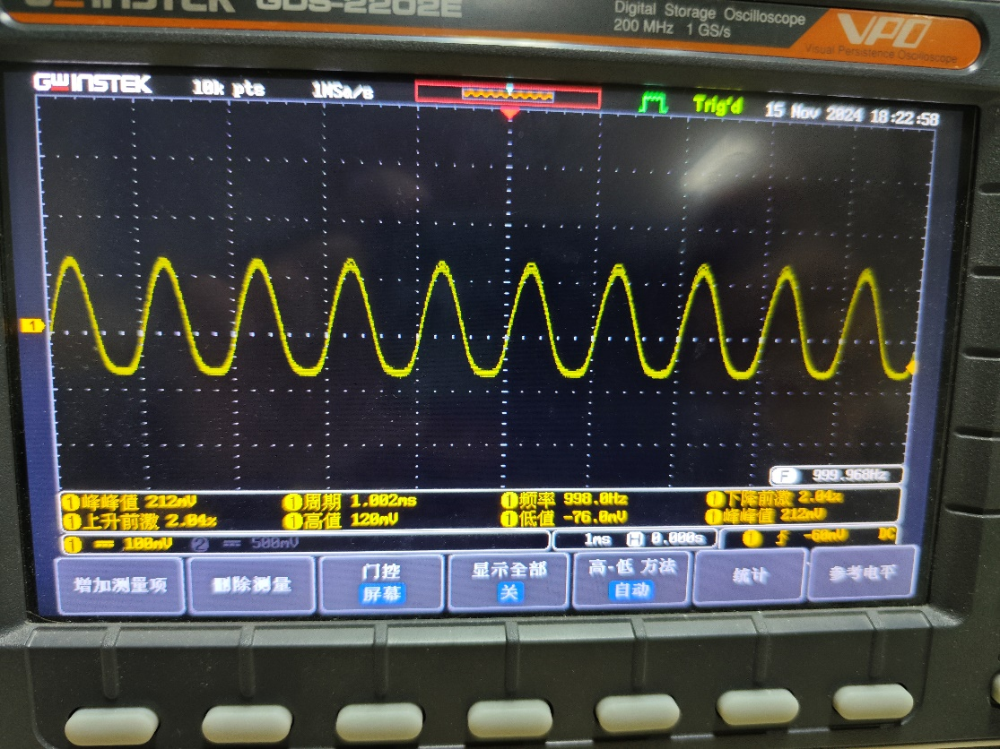 GW INSTEK GDS-2202E
Digital Storage Oscilloscope
200 MHz 1 GS/s
VPO
Visual Persistence Oscilloscope
GW INSTEK 10k pts 1MSa/s Trig'd 15 Nov 2024 18:22:58
1
F 999.968Hz
1 峰峰值 212mV 1 周期 1.002ms 1 频率 998.0Hz 1 下降前激 2.04%
1 上升前激 2.04% 1 高值 120mV 1 低值 -76.0mV 1 峰峰值 212mV
1 100mV 2 500mV 1ms H 0.000s 1 -60mV DC
增加测量项 删除测量 门控 屏幕 显示全部 关 高-低 方法 自动 统计 参考电平